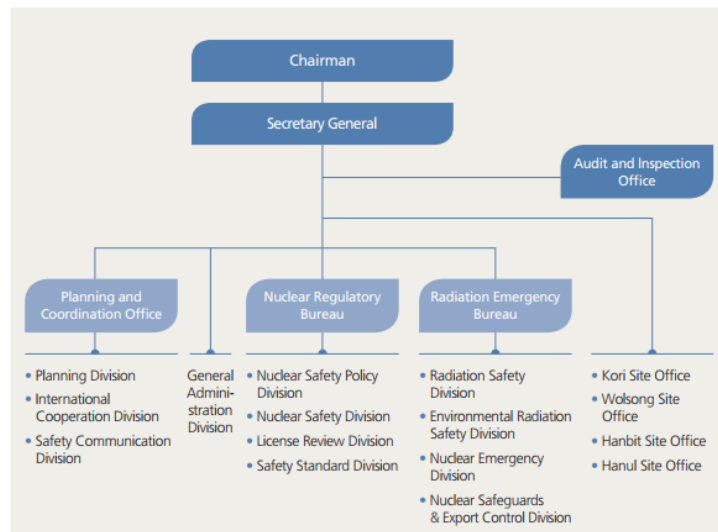 Chairman
Secretary General
Audit and Inspection
Office
Planning and
Coordination Office
Nuclear Regulatory
Bureau
Radiation Emergency
Bureau
• Planning Division
• International
Cooperation Division
• Safety Communication
Division
General
Admini-
stration
Division
• Nuclear Safety Policy
Division
• Nuclear Safety Division
• License Review Division
• Safety Standard Division
• Radiation Safety
Division
• Environmental Radiation
Safety Division
• Nuclear Emergency
Division
• Nuclear Safeguards
& Export Control Division
• Kori Site Office
• Wolsong Site
Office
• Hanbit Site Office
• Hanul Site Office